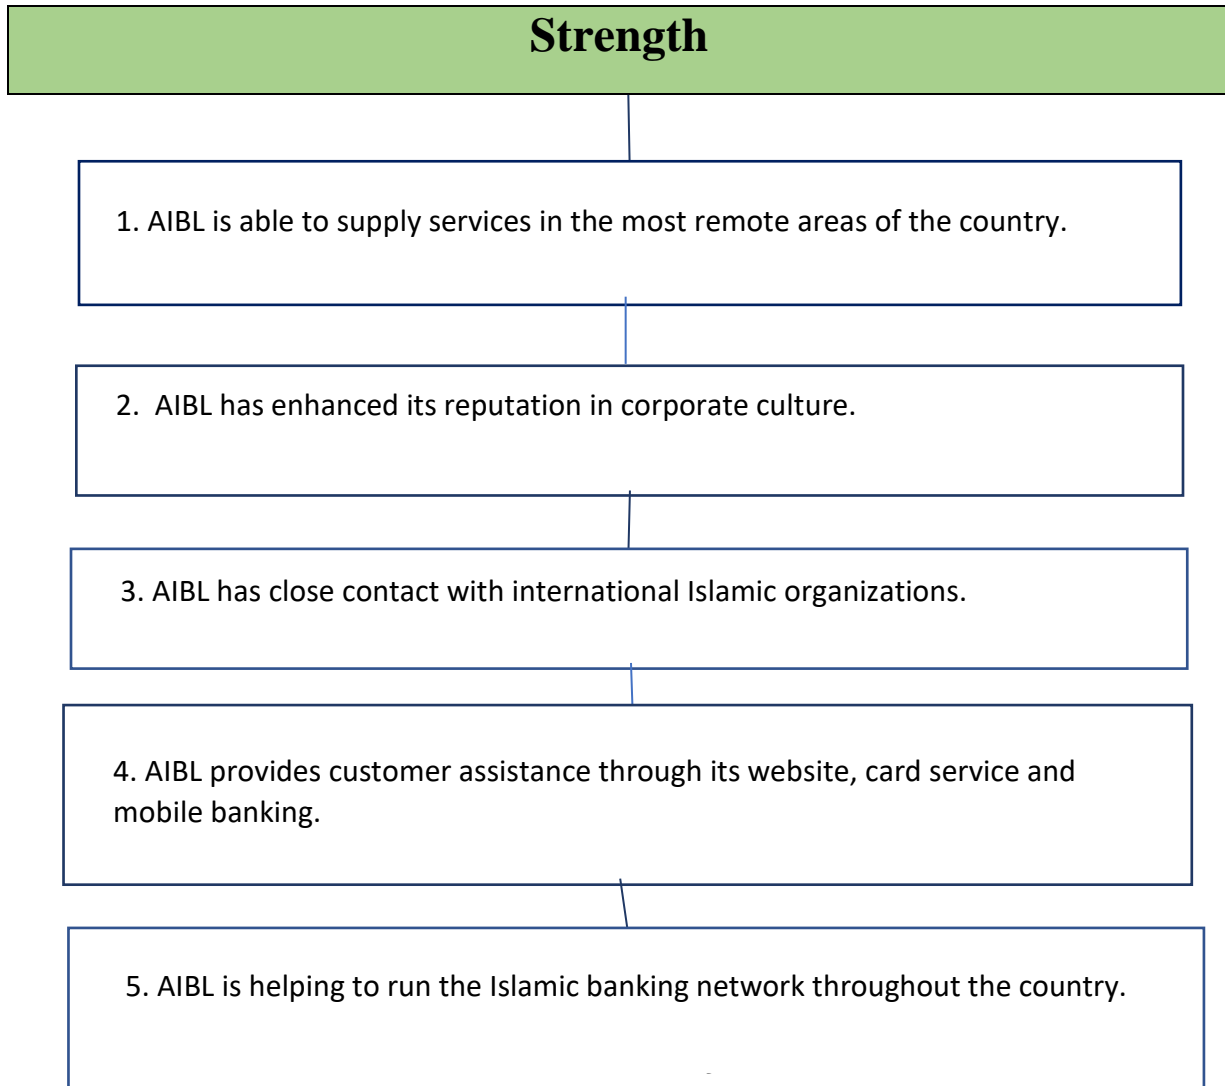 Strength
1. AIBL is able to supply services in the most remote areas of the country.
2. AIBL has enhanced its reputation in corporate culture.
3. AIBL has close contact with international Islamic organizations.
4. AIBL provides customer assistance through its website, card service and
mobile banking.
5. AIBL is helping to run the Islamic banking network throughout the country.